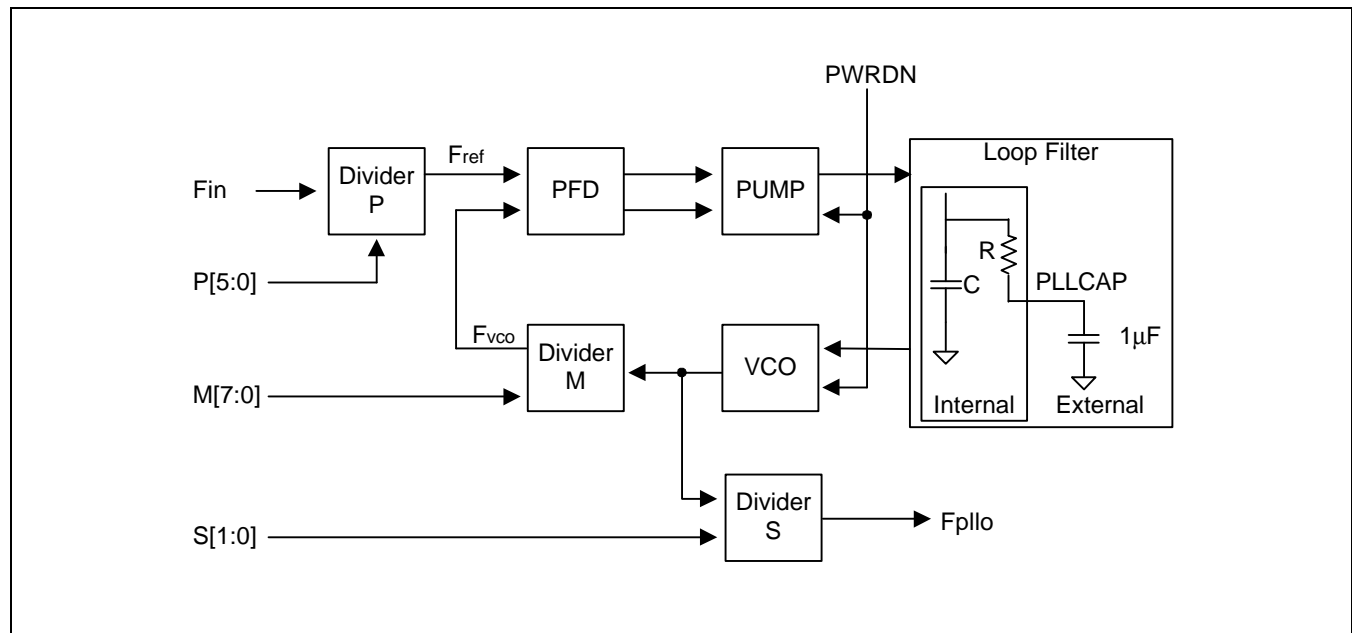 PWRDN
Loop Filter
Fin
Divider
P
Fref
PFD
PUMP
P[5:0]
R
C
PLLCAP
1μF
Internal
External
Fvco
Divider
M
VCO
M[7:0]
Divider
S
S[1:0]
Fpllo